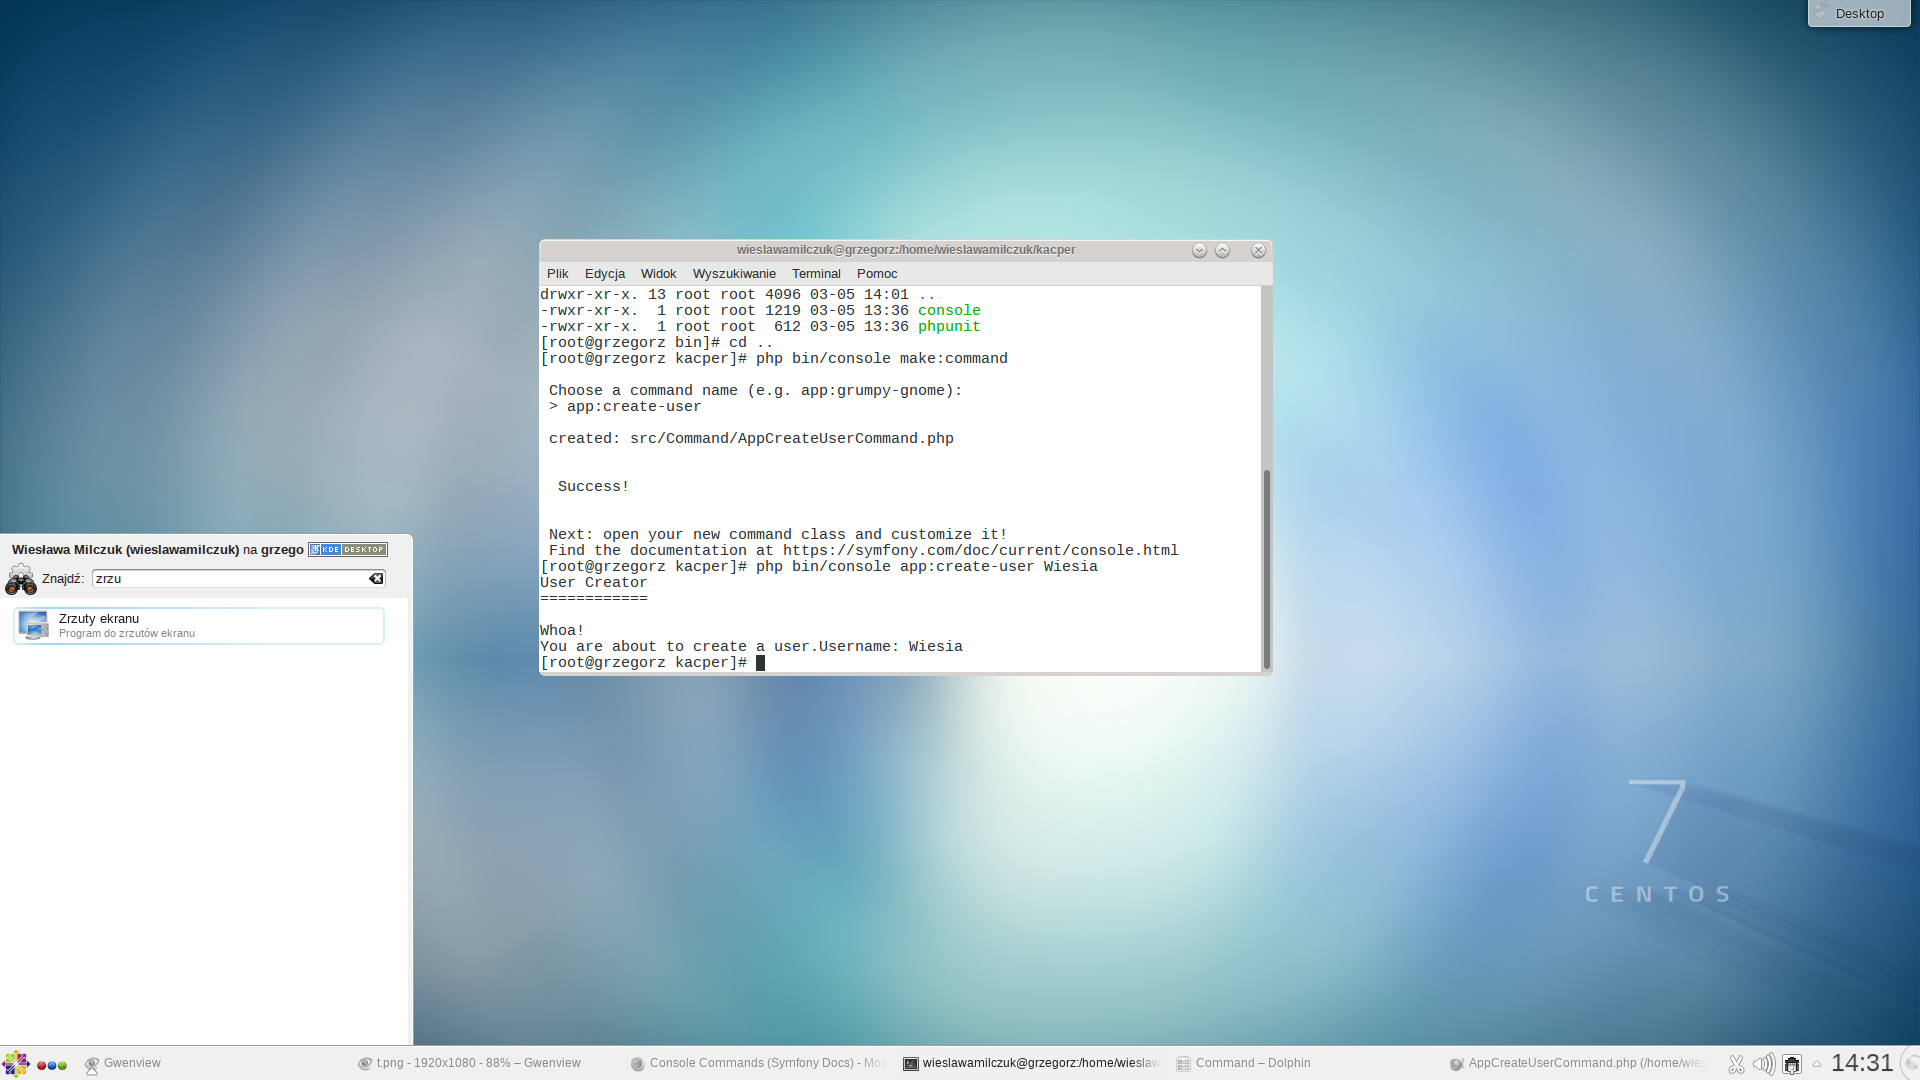 Desktop
wieslawamilczuk@grzegorz:/home/wieslawamilczuk/kacper
Plik Edycja Widok Wyszukiwanie Terminal Pomoc
drwxr-xr-x. 13 root root 4096 03-05 14:01 ..
-rwxr-xr-x.  1 root root 1219 03-05 13:36 console
-rwxr-xr-x.  1 root root  612 03-05 13:36 phpunit
[root@grzegorz bin]# cd ..
[root@grzegorz kacper]# php bin/console make:command
Choose a command name (e.g. app:grumpy-gnome):
> app:create-user
created: src/Command/AppCreateUserCommand.php
Success!
Next: open your new command class and customize it!
Find the documentation at https://symfony.com/doc/current/console.html
[root@grzegorz kacper]# php bin/console app:create-user Wiesia
User Creator
============
Whoa!
You are about to create a user.Username: Wiesia
[root@grzegorz kacper]#
Wiesława Milczuk (wieslawamilczuk) na grzego KDE DESKTOP
Znajdź: zrzu
Zrzuty ekranu
Program do zrzutów ekranu
7
CENTOS
Gwenview
t.png - 1920x1080 - 88% – Gwenview
Console Commands (Symfony Docs) - Moz
wieslawamilczuk@grzegorz:/home/wieslaw
Command – Dolphin
AppCreateUserCommand.php (/home/wies
14:31